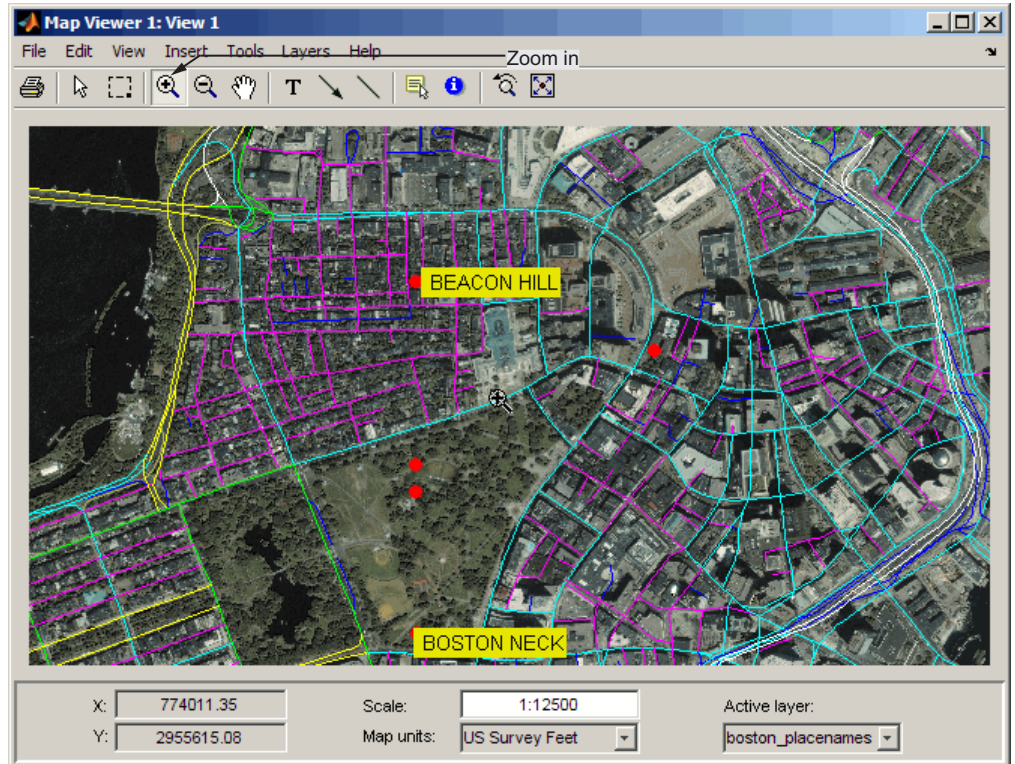 Map Viewer 1: View 1
File Edit View Insert Tools Layers Help
Zoom in
T
BEACON HILL
BOSTON NECK
X: 774011.35 Scale: 1:12500 Active layer:
Y: 2955615.08 Map units: US Survey Feet boston_placenames